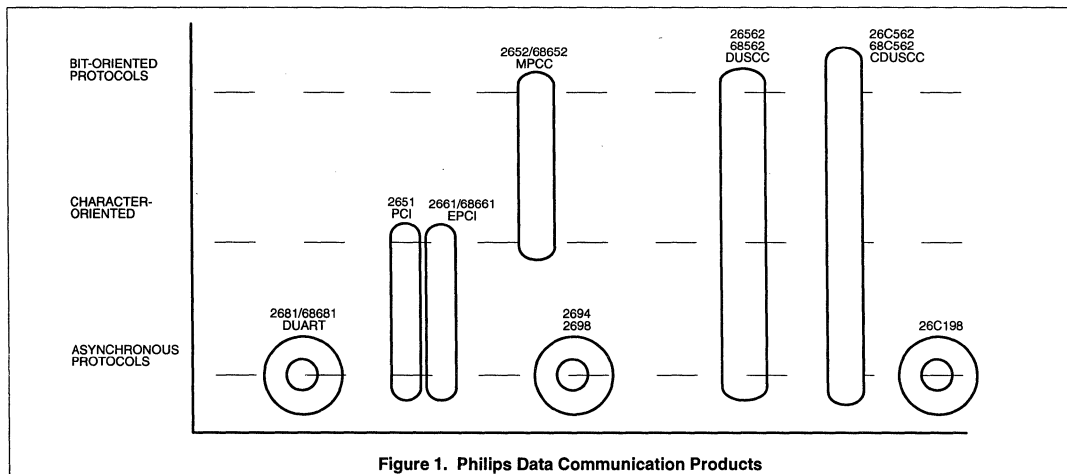 BIT-ORIENTED
PROTOCOLS
2652/68652
MPCC
26562
68562
DUSCC
26C562
68C562
CDUSCC
CHARACTER-
ORIENTED
2651
PCI
2661/68661
EPCI
ASYNCHRONOUS
PROTOCOLS
2681/68681
DUART
2694
2698
26C198
Figure 1. Philips Data Communication Products